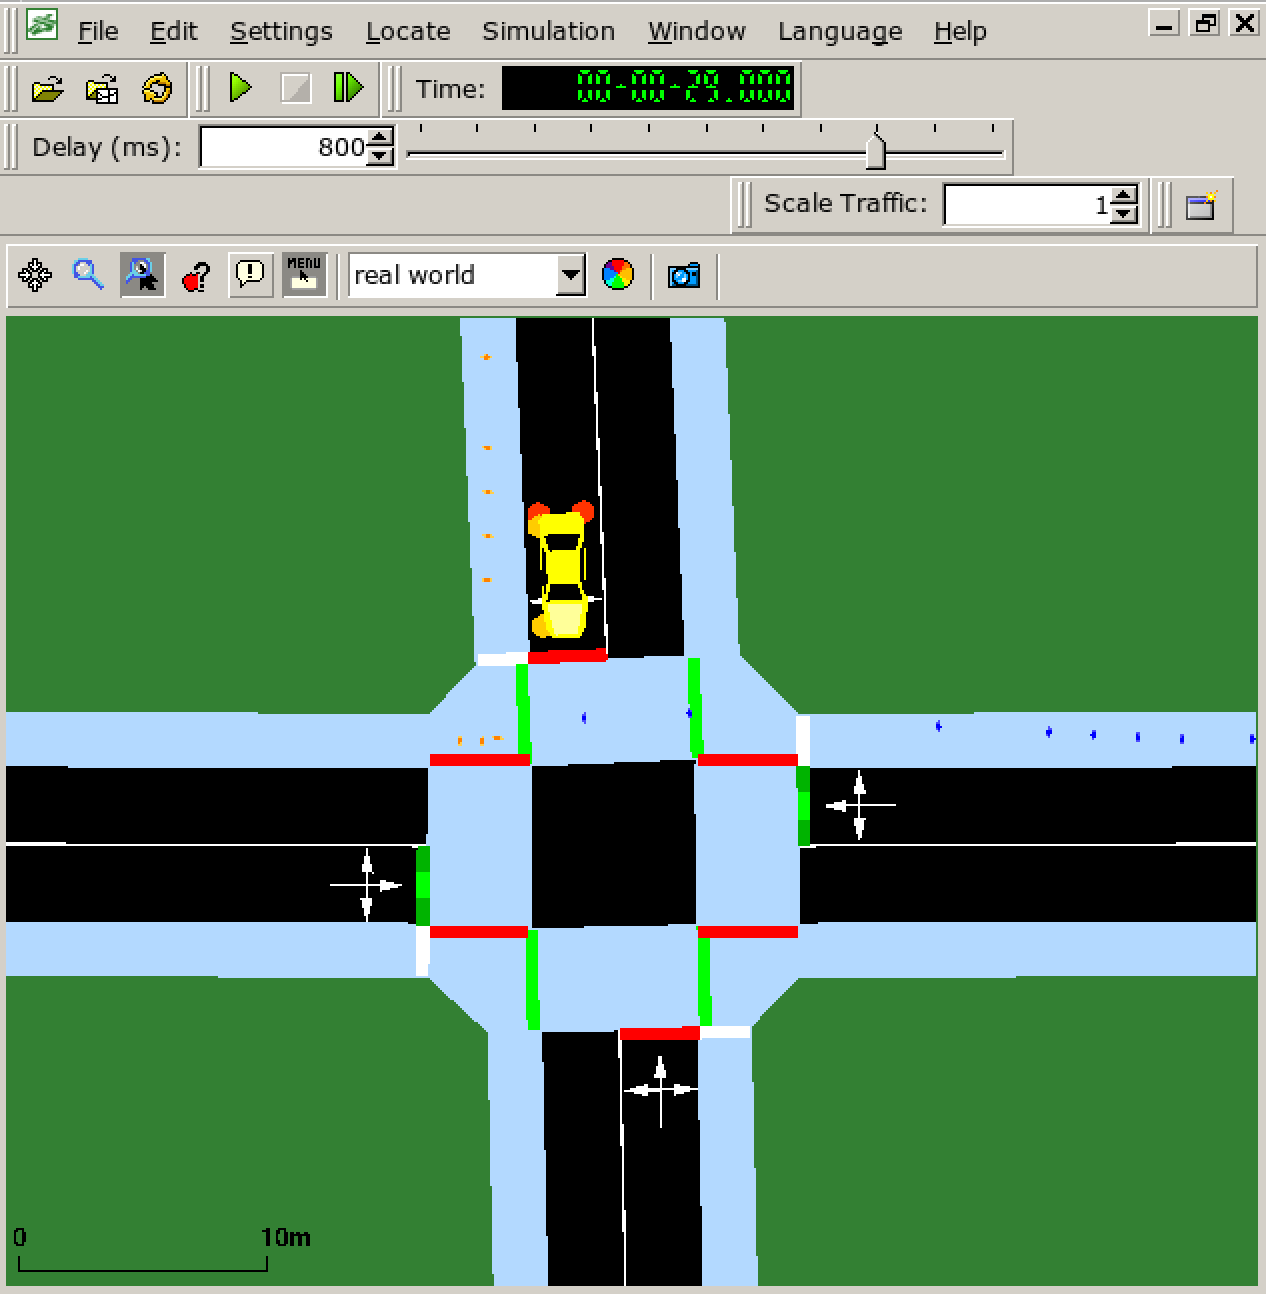 File Edit Settings Locate Simulation Window Language Help
Time: 00-00-29.000
Delay (ms): 800
Scale Traffic: 1
MENU real world
0 10m